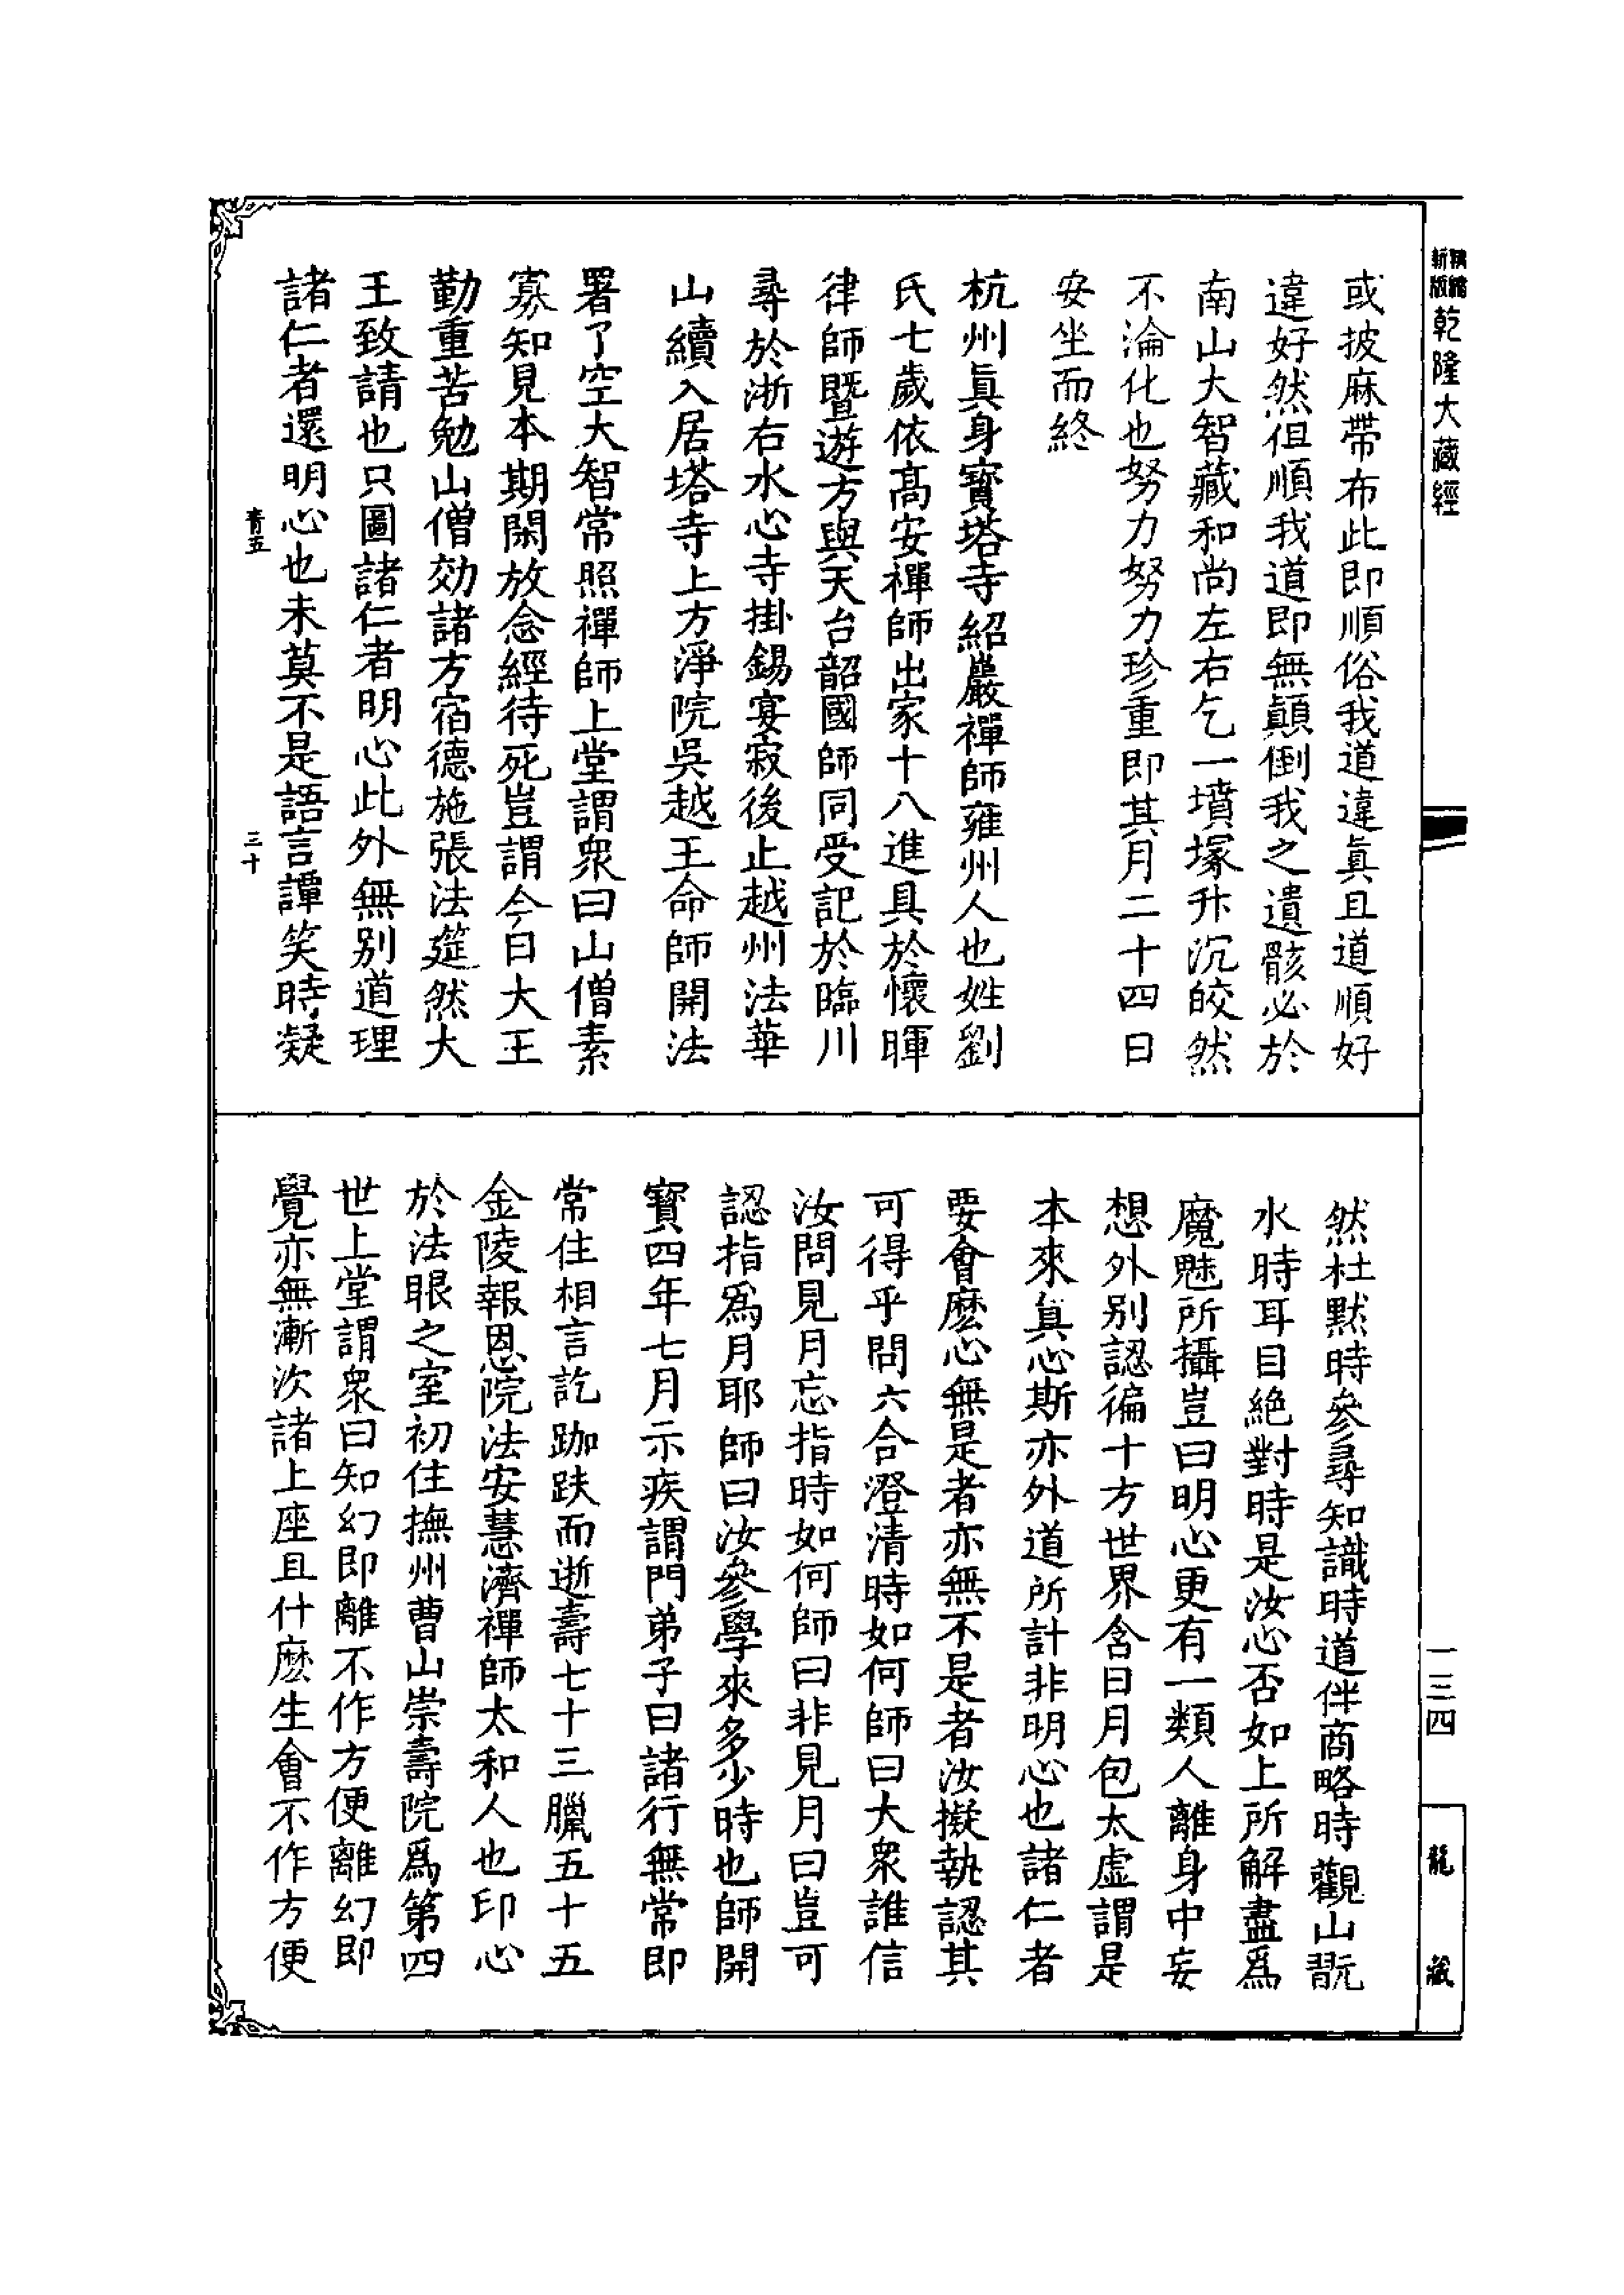 精縮
新版
乾隆大藏經
一三四
龍藏
或披麻帶布此即順俗我道違眞且道順好
違好然但順我道即無顛倒我之遺骸必於
南山大智藏和尚左右乞一墳塚升沉皎然
不淪化也努力努力珍重即其月二十四日
安坐而終
杭州眞身寶塔寺紹巖禪師雍州人也姓劉
氏七歲依高安禪師出家十八進具於懷暉
律師暨遊方與天台韶國師同受記於臨川
尋於浙右水心寺掛錫宴寂後止越州法華
山續入居塔寺上方淨院吳越王命師開法
署了空大智常照禪師上堂謂衆曰山僧素
寡知見本期閑放念經待死豈謂今日大王
勤重苦勉山僧効諸方宿德施張法筵然大
王致請也只圖諸仁者明心此外無別道理
諸仁者還明心也未莫不是語言譚笑時凝
青五
三十
然杜默時參尋知識時道伴商略時觀山翫
水時耳目絕對時是汝心否如上所解盡爲
魔魅所攝豈曰明心更有一類人離身中妄
想外別認徧十方世界含日月包太虛謂是
本來眞心斯亦外道所計非明心也諸仁者
要會麽心無是者亦無不是者汝擬執認其
可得乎問六合澄清時如何師曰大衆誰信
汝問見月忘指時如何師曰非見月曰豈可
認指爲月耶師曰汝參學來多少時也師開
寶四年七月示疾謂門弟子曰諸行無常即
常住相言訖跏趺而逝壽七十三臘五十五
金陵報恩院法安慧濟禪師太和人也印心
於法眼之室初住撫州曹山崇壽院爲第四
世上堂謂衆曰知幻即離不作方便離幻即
覺亦無漸次諸上座且什麽生會不作方便